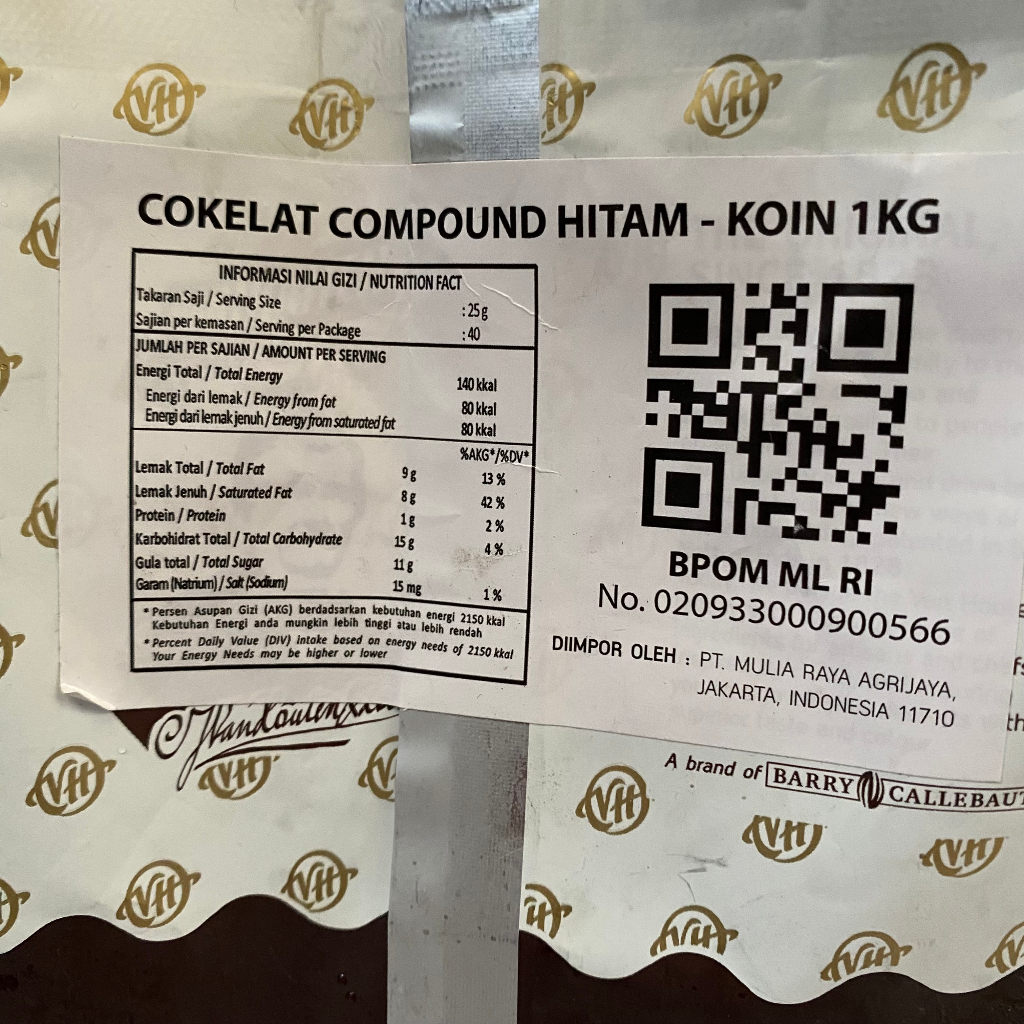 COKELAT COMPOUND HITAM - KOIN 1KG
INFORMASI NILAI GIZI / NUTRITION FACT
Takaran Saji / Serving Size : 25 g
Sajian per kemasan / Serving per Package : 40
JUMLAH PER SAJIAN / AMOUNT PER SERVING
Energi Total / Total Energy 140 kkal
Energi dari lemak / Energy from fat 80 kkal
Energi dari lemak jenuh / Energy from saturated fat 80 kkal
%AKG*/%DV*
Lemak Total / Total Fat 9 g 13 %
Lemak Jenuh / Saturated Fat 8 g 42 %
Protein / Protein 1 g 2 %
Karbohidrat Total / Total Carbohydrate 15 g 4 %
Gula total / Total Sugar 11 g
Garam (Natrium) / Salt (Sodium) 15 mg 1 %
* Persen Asupan Gizi (AKG) berdadsarkan kebutuhan energi 2150 kkal
Kebutuhan Energi anda mungkin lebih tinggi atau lebih rendah
* Percent Daily Value (DIV) intake based on energy needs of 2150 kkal
Your Energy Needs may be higher or lower
BPOM ML RI
No. 020933000900566
DIIMPOR OLEH : PT. MULIA RAYA AGRIJAYA,
JAKARTA, INDONESIA 11710
A brand of BARRY CALLEBAUT
VH